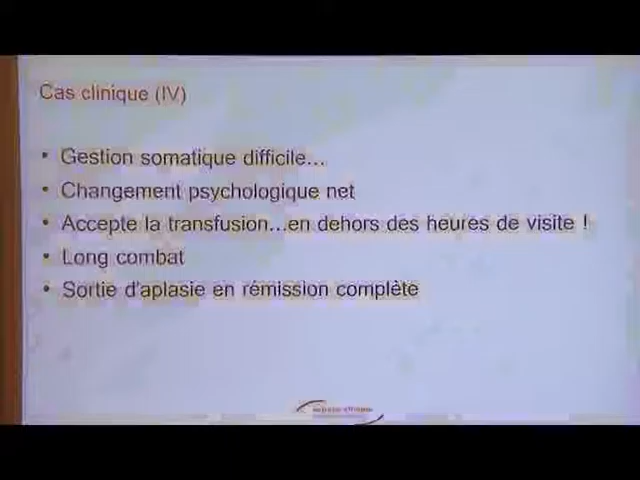 Cas clinique (IV)
• Gestion somatique difficile...
• Changement psychologique net
• Accepte la transfusion...en dehors des heures de visite !
• Long combat
• Sortie d'aplasie en rémission complète